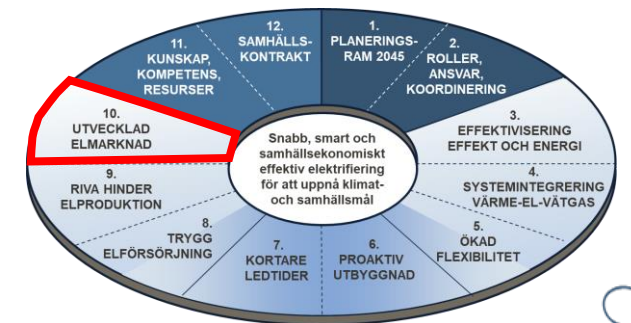 1.
PLANERINGS-
RAM 2045
2.
ROLLER,
ANSVAR,
KOORDINERING
3.
EFFEKTIVISERING
EFFEKT OCH ENERGI
4.
SYSTEMINTEGRERING
VÄRME-EL-VÄTGAS
5.
ÖKAD
FLEXIBILITET
6.
PROAKTIV
UTBYGGNAD
7.
KORTARE
LEDTIDER
8.
TRYGG
ELFÖRSÖRJNING
9.
RIVA HINDER
ELPRODUKTION
10.
UTVECKLAD
ELMARKNAD
11.
KUNSKAP,
KOMPETENS,
RESURSER
12.
SAMHÄLLS-
KONTRAKT
Snabb, smart och
samhällsekonomiskt
effektiv elektrifiering
för att uppnå klimat-
och samhällsmål